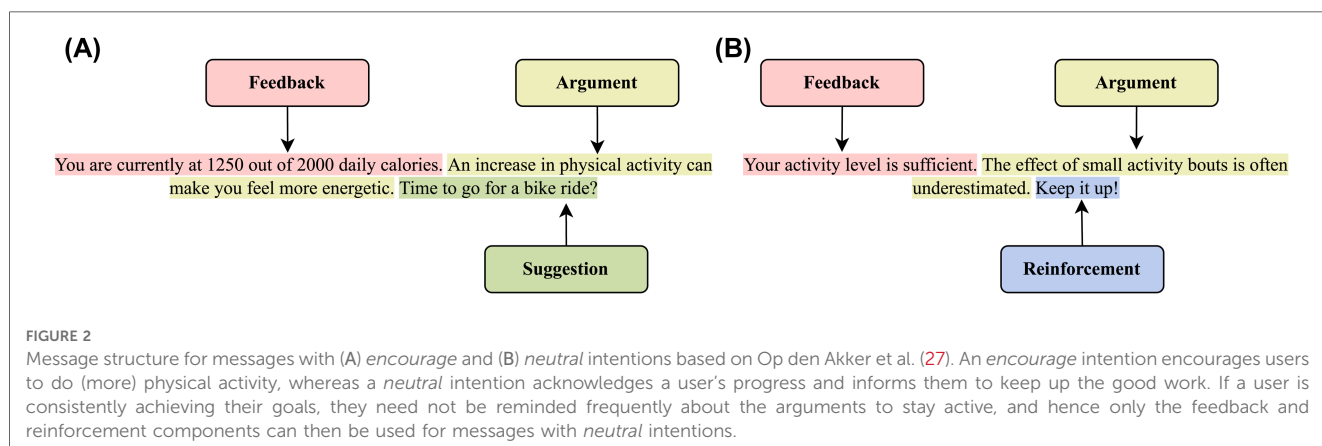 (A)
(B)
Feedback
Argument
Feedback
Argument
You are currently at 1250 out of 2000 daily calories. An increase in physical activity can
make you feel more energetic. Time to go for a bike ride?
Your activity level is sufficient. The effect of small activity bouts is often
underestimated. Keep it up!
Suggestion
Reinforcement
FIGURE 2
Message structure for messages with (A) encourage and (B) neutral intentions based on Op den Akker et al. (27). An encourage intention encourages users
to do (more) physical activity, whereas a neutral intention acknowledges a user's progress and informs them to keep up the good work. If a user is
consistently achieving their goals, they need not be reminded frequently about the arguments to stay active, and hence only the feedback and
reinforcement components can then be used for messages with neutral intentions.